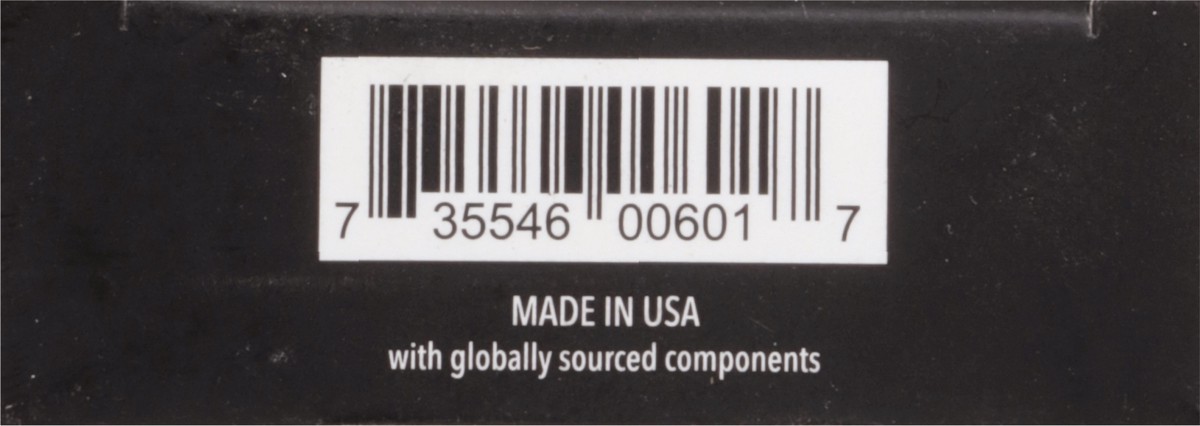 7 35546 00601 7
MADE IN USA
with globally sourced components